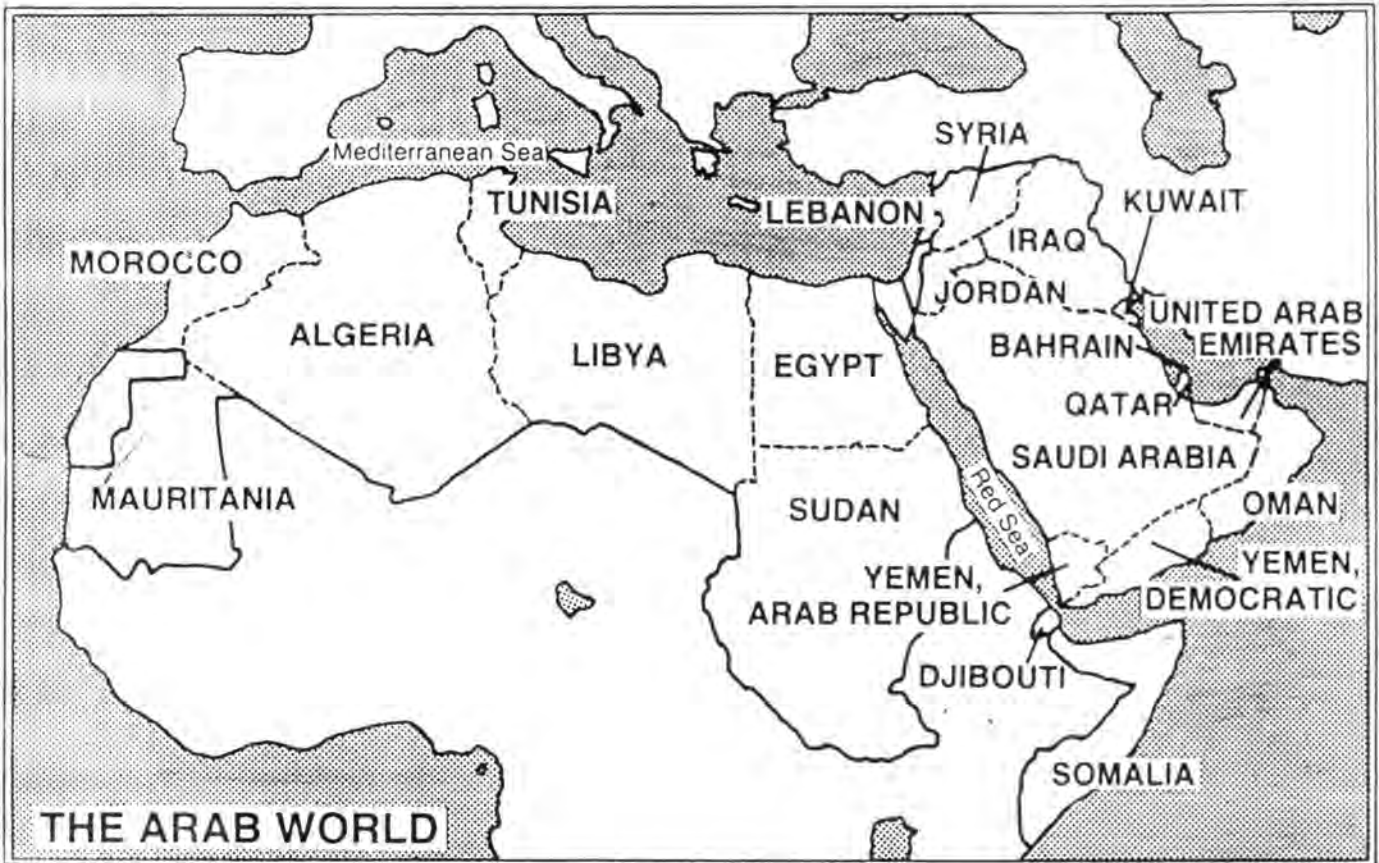 SYRIA
Mediterranean Sea
TUNISIA
LEBANON
KUWAIT
MOROCCO
IRAQ
JORDAN
UNITED ARAB
EMIRATES
ALGERIA
LIBYA
EGYPT
BAHRAIN
QATAR
SAUDI ARABIA
MAURITANIA
SUDAN
Red Sea
OMAN
YEMEN,
ARAB REPUBLIC
YEMEN,
DEMOCRATIC
DJIBOUTI
SOMALIA
THE ARAB WORLD